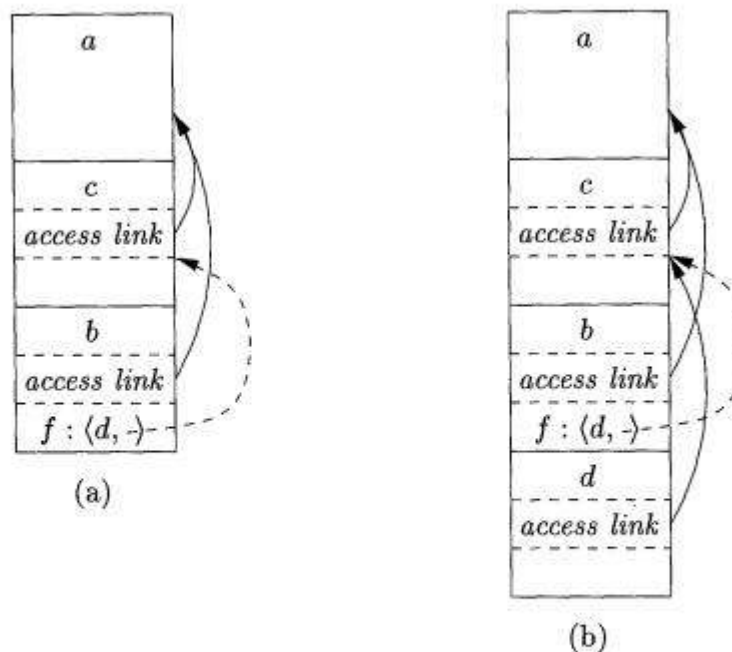 a
c
access link
b
access link
f : ⟨d, -⟩
(a)
a
c
access link
b
access link
f : ⟨d, -⟩
d
access link
(b)